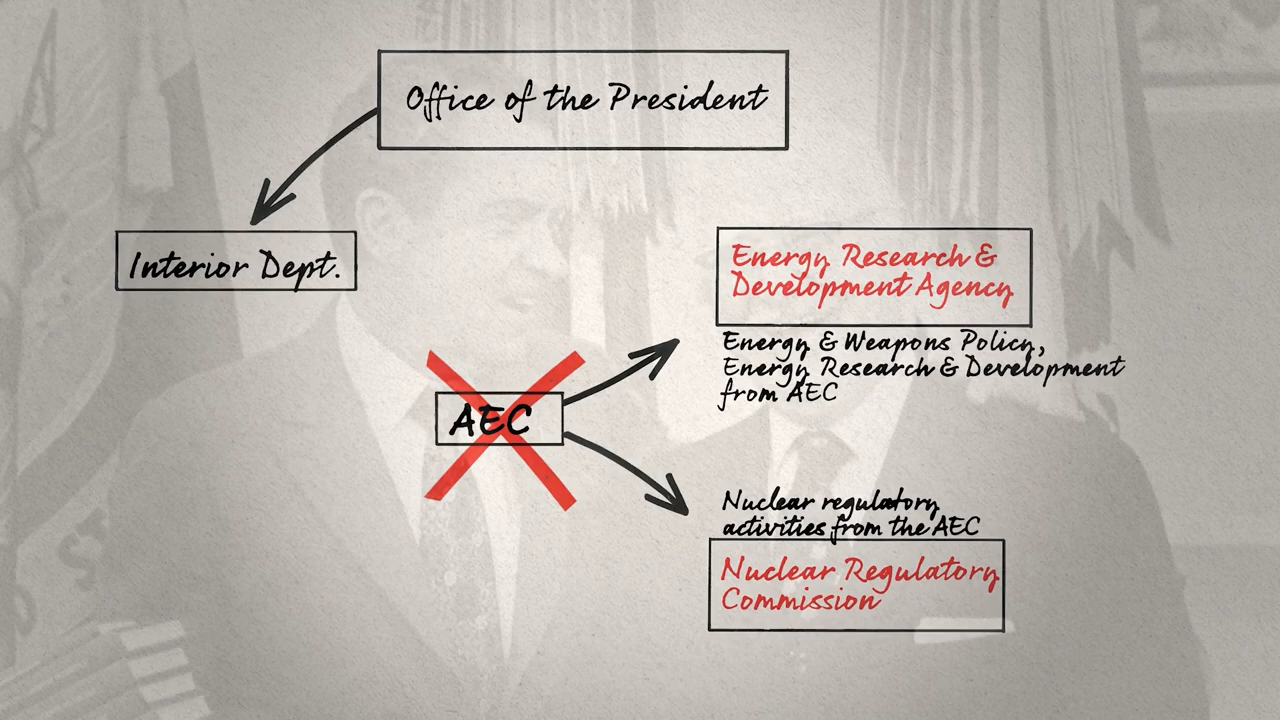 Office of the President
Interior Dept.
Energy Research &
Development Agency
Energy & Weapons Policy,
Energy Research & Development
from AEC
AEC
Nuclear regulatory
activities from the AEC
Nuclear Regulatory
Commission